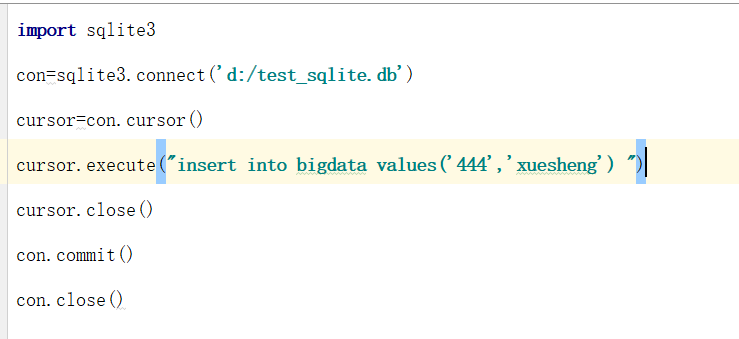 import sqlite3
con=sqlite3.connect('d:/test_sqlite.db')
cursor=con.cursor()
cursor.execute("insert into bigdata values('444','xuesheng') ")
cursor.close()
con.commit()
con.close()